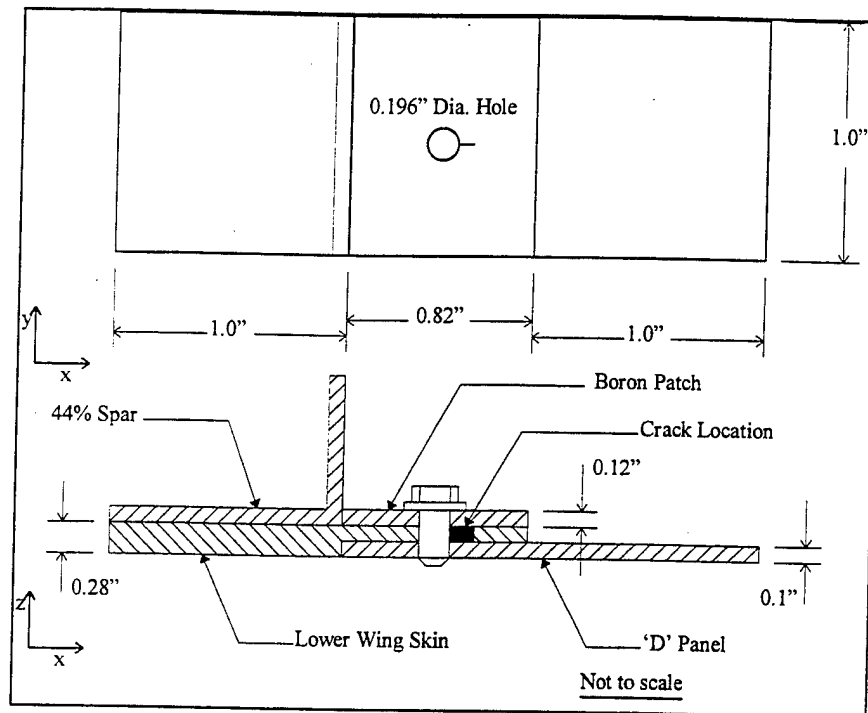 0.196” Dia. Hole
1.0”
1.0”
0.82”
1.0”
y
x
Boron Patch
44% Spar
Crack Location
0.12”
0.28”
0.1”
z
x
Lower Wing Skin
‘D’ Panel
Not to scale